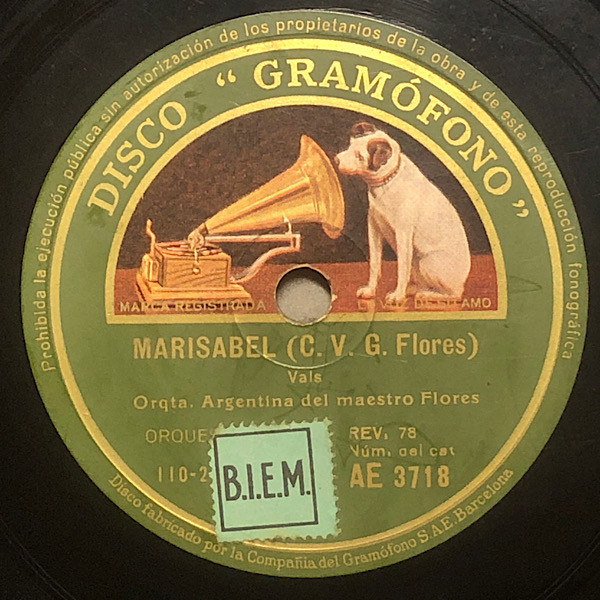 Prohibida la ejecución pública sin autorización de los propietarios de la obra y de esta reproducción fonográfica
DISCO “GRAMÓFONO”
MARCA REGISTRADA
MARISABEL (C. V. G. Flores)
Vals
Orqta. Argentina del maestro Flores
REV. 78
Núm. del cat
AE 3718
B.I.E.M.
Disco fabricado por la Compañia del Gramófono S.A.E. Barcelona